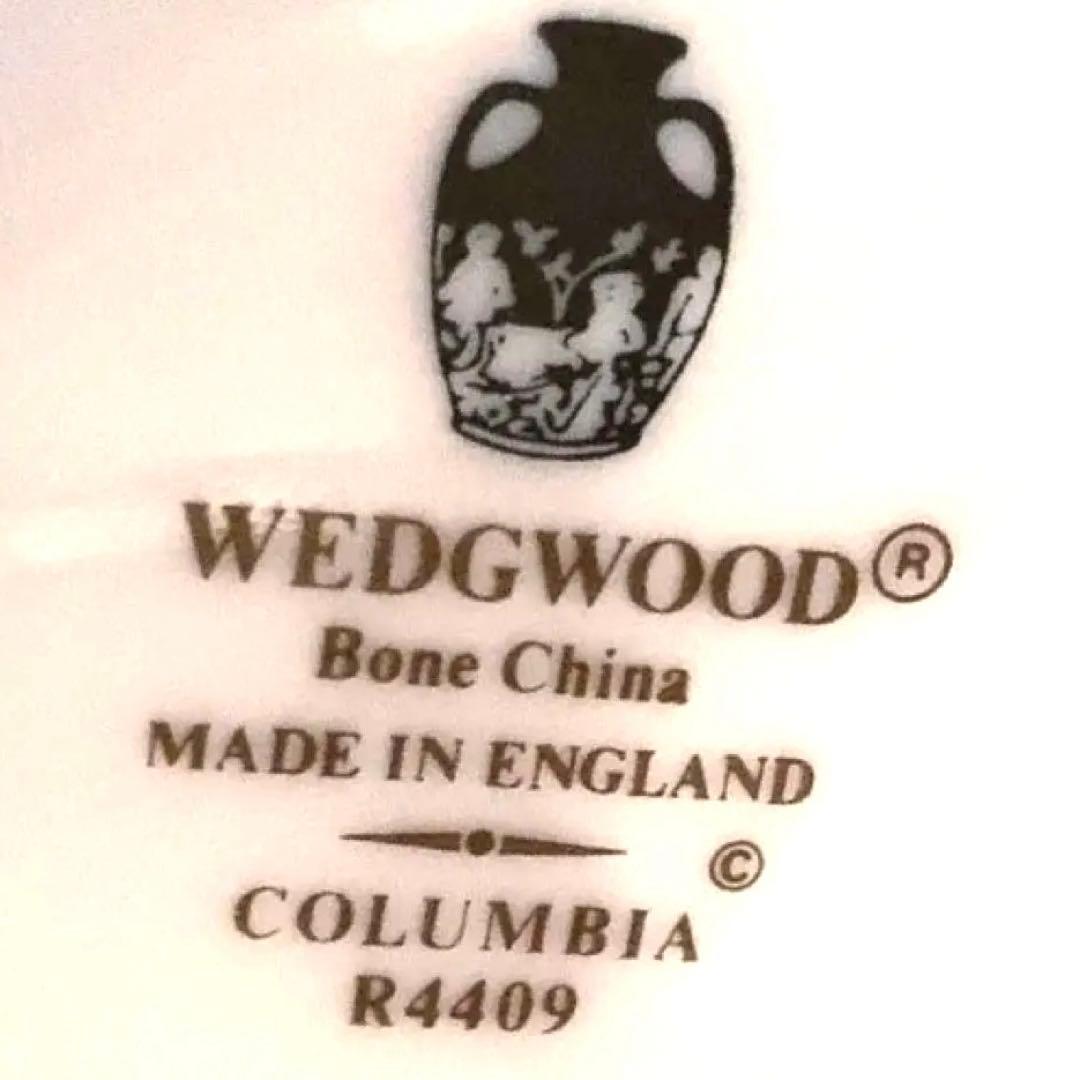 WEDGWOOD®
Bone China
MADE IN ENGLAND
©
COLUMBIA
R4409